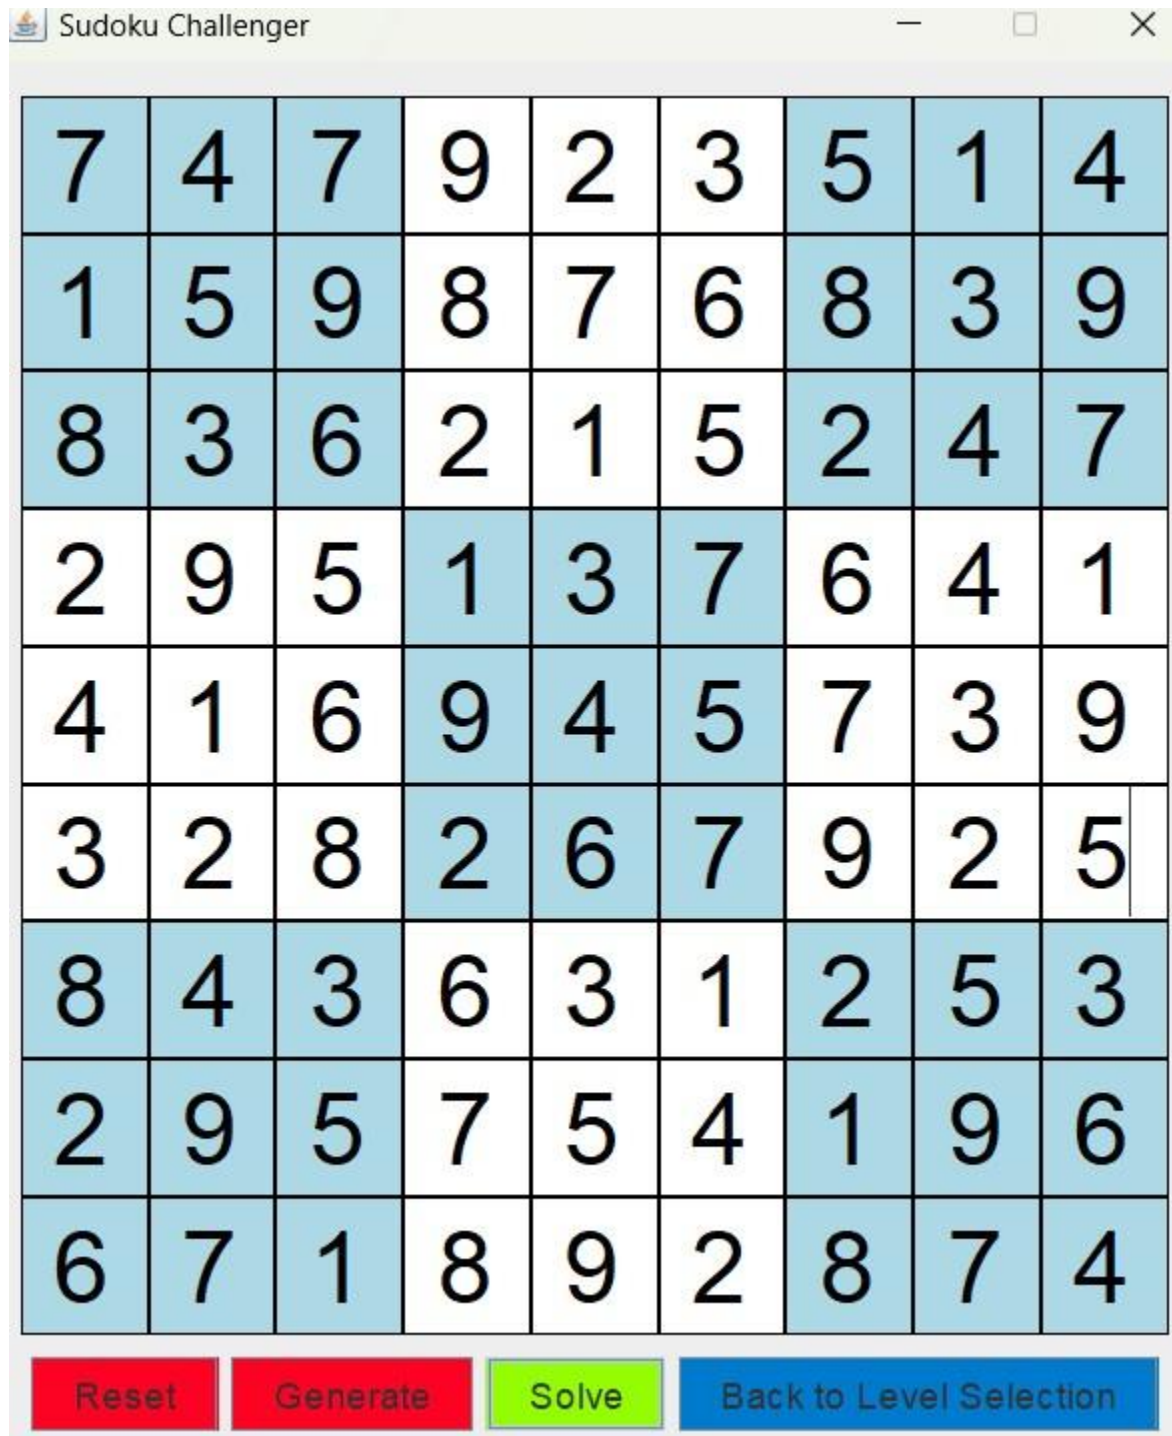 Sudoku Challenger
7 4 7 9 2 3 5 1 4
1 5 9 8 7 6 8 3 9
8 3 6 2 1 5 2 4 7
2 9 5 1 3 7 6 4 1
4 1 6 9 4 5 7 3 9
3 2 8 2 6 7 9 2 5
8 4 3 6 3 1 2 5 3
2 9 5 7 5 4 1 9 6
6 7 1 8 9 2 8 7 4
Reset Generate Solve Back to Level Selection